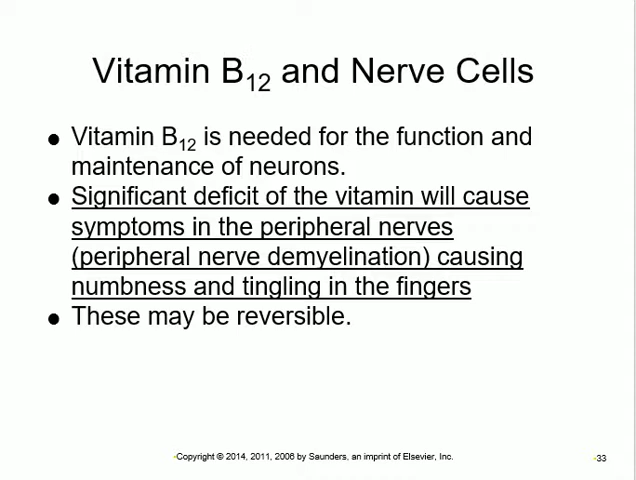 Vitamin B12 and Nerve Cells
● Vitamin B12 is needed for the function and
maintenance of neurons.
● Significant deficit of the vitamin will cause
symptoms in the peripheral nerves
(peripheral nerve demyelination) causing
numbness and tingling in the fingers
● These may be reversible.
Copyright © 2014, 2011, 2006 by Saunders, an imprint of Elsevier, Inc.
33